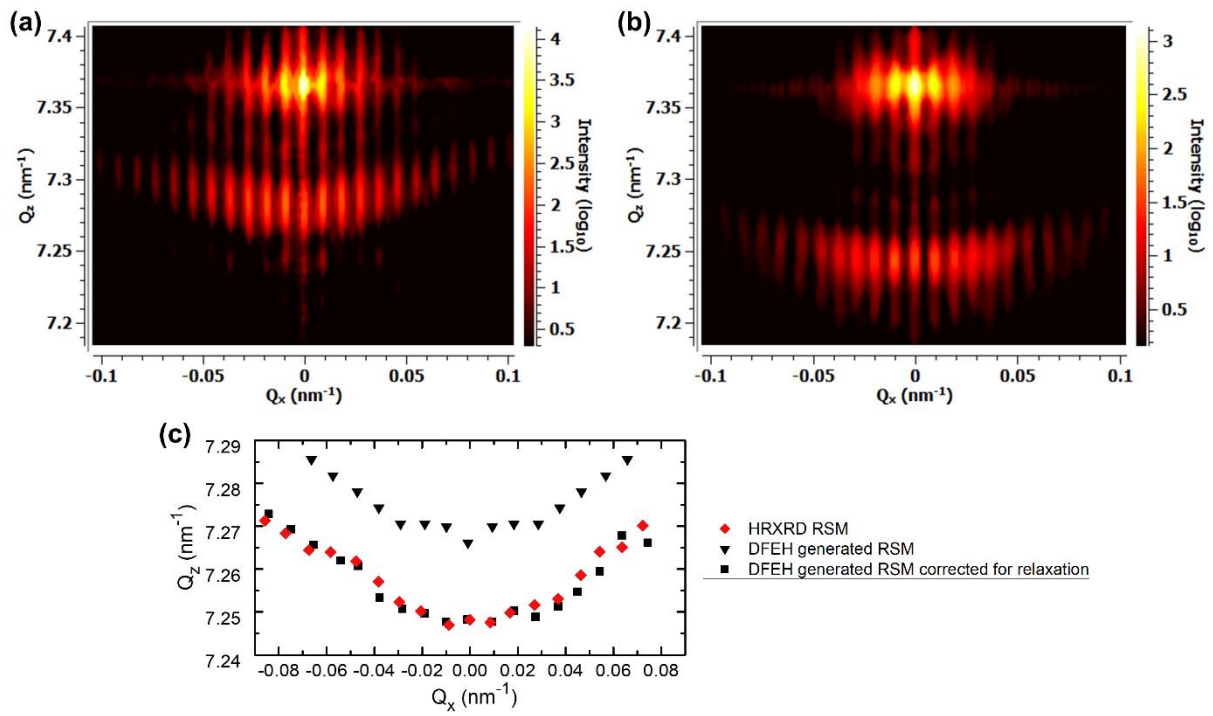 (a)
7.4
7.35
7.3
7.25
7.2
Qz (nm-1)
-0.1
-0.05
0
0.05
0.1
Qx (nm-1)
4
3.5
3
2.5
2
1.5
1
0.5
Intensity (log10)
(b)
7.4
7.35
7.3
7.25
7.2
Qz (nm-1)
-0.1
-0.05
0
0.05
0.1
Qx (nm-1)
3
2.5
2
1.5
1
0.5
Intensity (log10)
(c)
7.29
7.28
7.27
7.26
7.25
7.24
Qz (nm-1)
-0.08 -0.06 -0.04 -0.02 0.00 0.02 0.04 0.06 0.08
Qx (nm-1)
HRXRD RSM
DFEH generated RSM
DFEH generated RSM corrected for relaxation